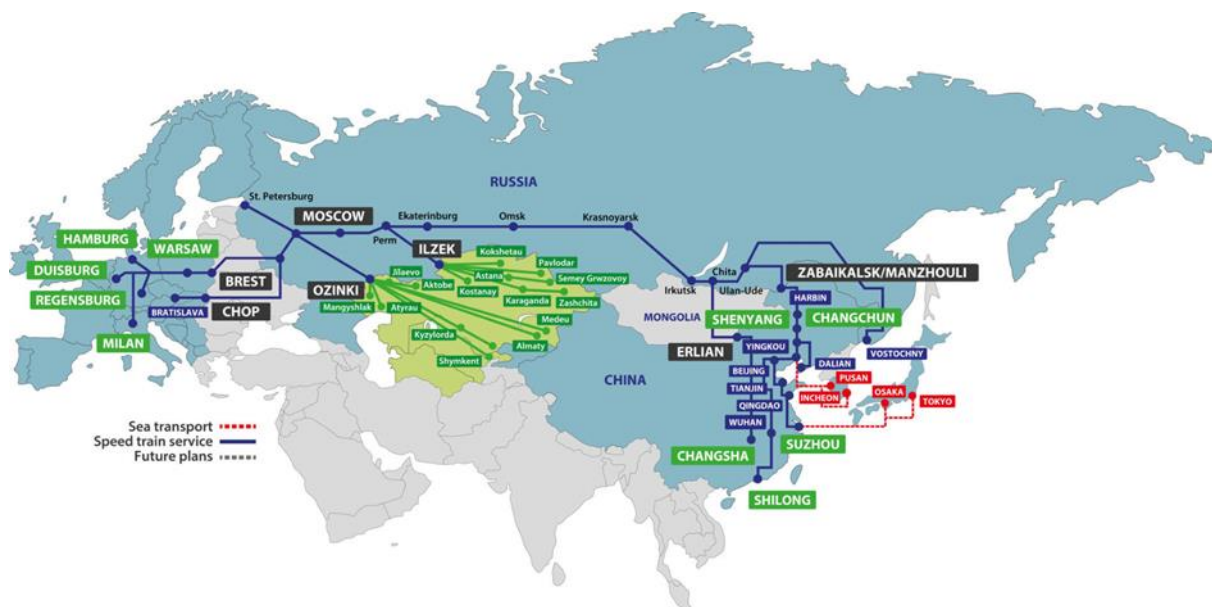 RUSSIA
St. Petersburg
MOSCOW
Ekaterinburg
Omsk
Krasnoyarsk
HAMBURG
WARSAW
Perm
ILZEK
Kokshetau
Pavlodar
DUISBURG
BREST
OZINKI
Jilaevo
Astana
Semey Grwzovoy
Chita
ZABAIKALSK/MANZHOULI
REGENSBURG
Aktobe
Kostanay
Irkutsk
Ulan-Ude
BRATISLAVA
CHOP
Mangyshlak
Atyrau
Karaganda
Zashchita
HARBIN
MONGOLIA
SHENYANG
CHANGCHUN
MILAN
Kyzylorda
Medeu
Almaty
ERLIAN
YINGKOU
VOSTOCHNY
Shymkent
CHINA
BEIJING
DALIAN
PUSAN
TIANJIN
INCHEON
OSAKA
TOKYO
QINGDAO
WUHAN
Sea transport
Speed train service
Future plans
CHANGSHA
SUZHOU
SHILONG